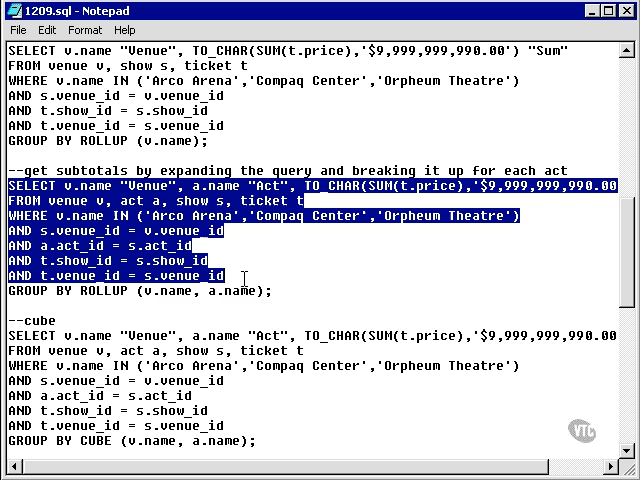 1209.sql - Notepad
File Edit Format Help
SELECT v.name "Venue", TO_CHAR(SUM(t.price),'$9,999,999,990.00') "Sum"
FROM venue v, show s, ticket t
WHERE v.name IN ('Arco Arena','Compaq Center','Orpheum Theatre')
AND s.venue_id = v.venue_id
AND t.show_id = s.show_id
AND t.venue_id = s.venue_id
GROUP BY ROLLUP (v.name);
--get subtotals by expanding the query and breaking it up for each act
SELECT v.name "Venue", a.name "Act", TO_CHAR(SUM(t.price),'$9,999,999,990.00
FROM venue v, act a, show s, ticket t
WHERE v.name IN ('Arco Arena','Compaq Center','Orpheum Theatre')
AND s.venue_id = v.venue_id
AND a.act_id = s.act_id
AND t.show_id = s.show_id
AND t.venue_id = s.venue_id
GROUP BY ROLLUP (v.name, a.name);
--cube
SELECT v.name "Venue", a.name "Act", TO_CHAR(SUM(t.price),'$9,999,999,990.00
FROM venue v, act a, show s, ticket t
WHERE v.name IN ('Arco Arena','Compaq Center','Orpheum Theatre')
AND s.venue_id = v.venue_id
AND a.act_id = s.act_id
AND t.show_id = s.show_id
AND t.venue_id = s.venue_id
GROUP BY CUBE (v.name, a.name);
VTC